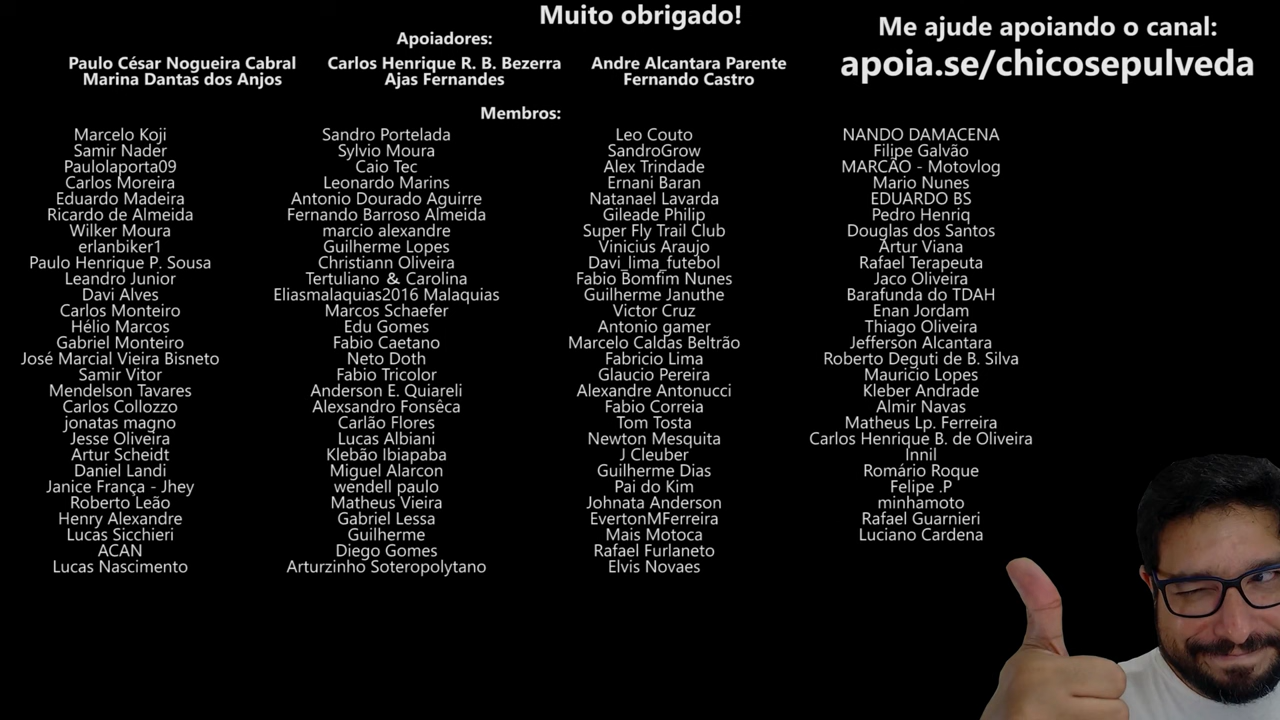 Muito obrigado!
Me ajude apoiando o canal:
apoia.se/chicosepulveda
Apoiadores:
Paulo César Nogueira Cabral
Marina Dantas dos Anjos
Carlos Henrique R. B. Bezerra
Ajas Fernandes
Andre Alcantara Parente
Fernando Castro
Membros:
Marcelo Koji
Samir Nader
Paulolaporta09
Carlos Moreira
Eduardo Madeira
Ricardo de Almeida
Wilker Moura
erlanbiker1
Paulo Henrique P. Sousa
Leandro Junior
Davi Alves
Carlos Monteiro
Hélio Marcos
Gabriel Monteiro
José Marcial Vieira Bisneto
Samir Vitor
Mendelson Tavares
Carlos Collozzo
jonatas magno
Jesse Oliveira
Artur Scheidt
Daniel Landi
Janice França - Jhey
Roberto Leão
Henry Alexandre
Lucas Sicchieri
ACAN
Lucas Nascimento
Sandro Portelada
Sylvio Moura
Caio Tec
Leonardo Marins
Antonio Dourado Aguirre
Fernando Barroso Almeida
marcio alexandre
Guilherme Lopes
Christiann Oliveira
Tertuliano & Carolina
Eliasmalaquias2016 Malaquias
Marcos Schaefer
Edu Gomes
Fabio Caetano
Neto Doth
Fabio Tricolor
Anderson E. Quiareli
Alexsandro Fonsêca
Carlão Flores
Lucas Albiani
Klebão Ibiapaba
Miguel Alarcon
wendell paulo
Matheus Vieira
Gabriel Lessa
Guilherme
Diego Gomes
Arturzinho Soteropolytano
Leo Couto
SandroGrow
Alex Trindade
Ernani Baran
Natanael Lavarda
Gileade Philip
Super Fly Trail Club
Vinicius Araujo
Davi_lima_futebol
Fabio Bomfim Nunes
Guilherme Januthe
Victor Cruz
Antonio gamer
Marcelo Caldas Beltrão
Fabricio Lima
Glaucio Pereira
Alexandre Antonucci
Fabio Correia
Tom Tosta
Newton Mesquita
J Cleuber
Guilherme Dias
Pai do Kim
Johnata Anderson
EvertonMFerreira
Mais Motoca
Rafael Furlaneto
Elvis Novaes
NANDO DAMACENA
Filipe Galvão
MARCÃO - Motovlog
Mario Nunes
EDUARDO BS
Pedro Henriq
Douglas dos Santos
Artur Viana
Rafael Terapeuta
Jaco Oliveira
Barafunda do TDAH
Enan Jordam
Thiago Oliveira
Jefferson Alcantara
Roberto Deguti de B. Silva
Mauricio Lopes
Kleber Andrade
Almir Navas
Matheus Lp. Ferreira
Carlos Henrique B. de Oliveira
Innil
Romário Roque
Felipe .P
minhamoto
Rafael Guarnieri
Luciano Cardena